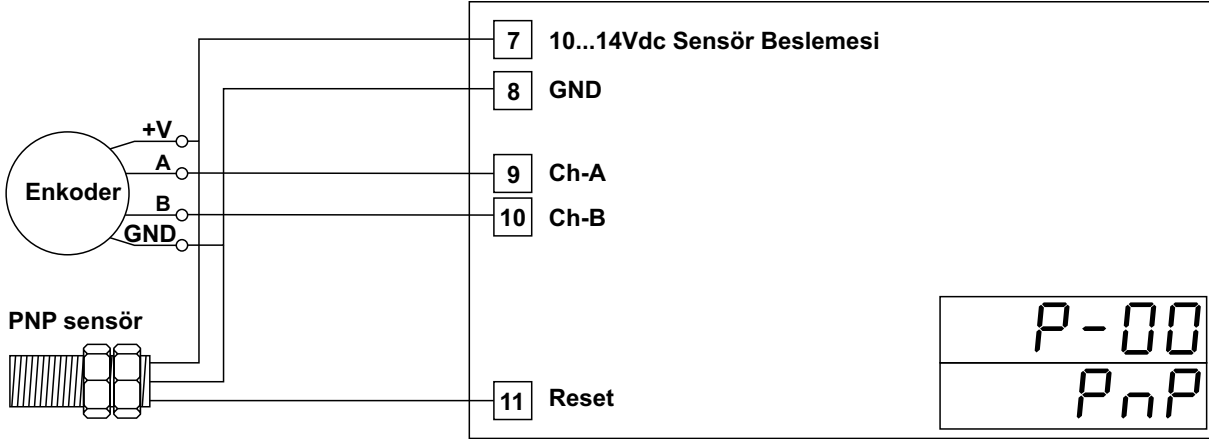 7 10...14Vdc Sensör Beslemesi
8 GND
+V
A
9 Ch-A
Enkoder
B
10 Ch-B
GND
PNP sensör
P-00
PnP
11 Reset